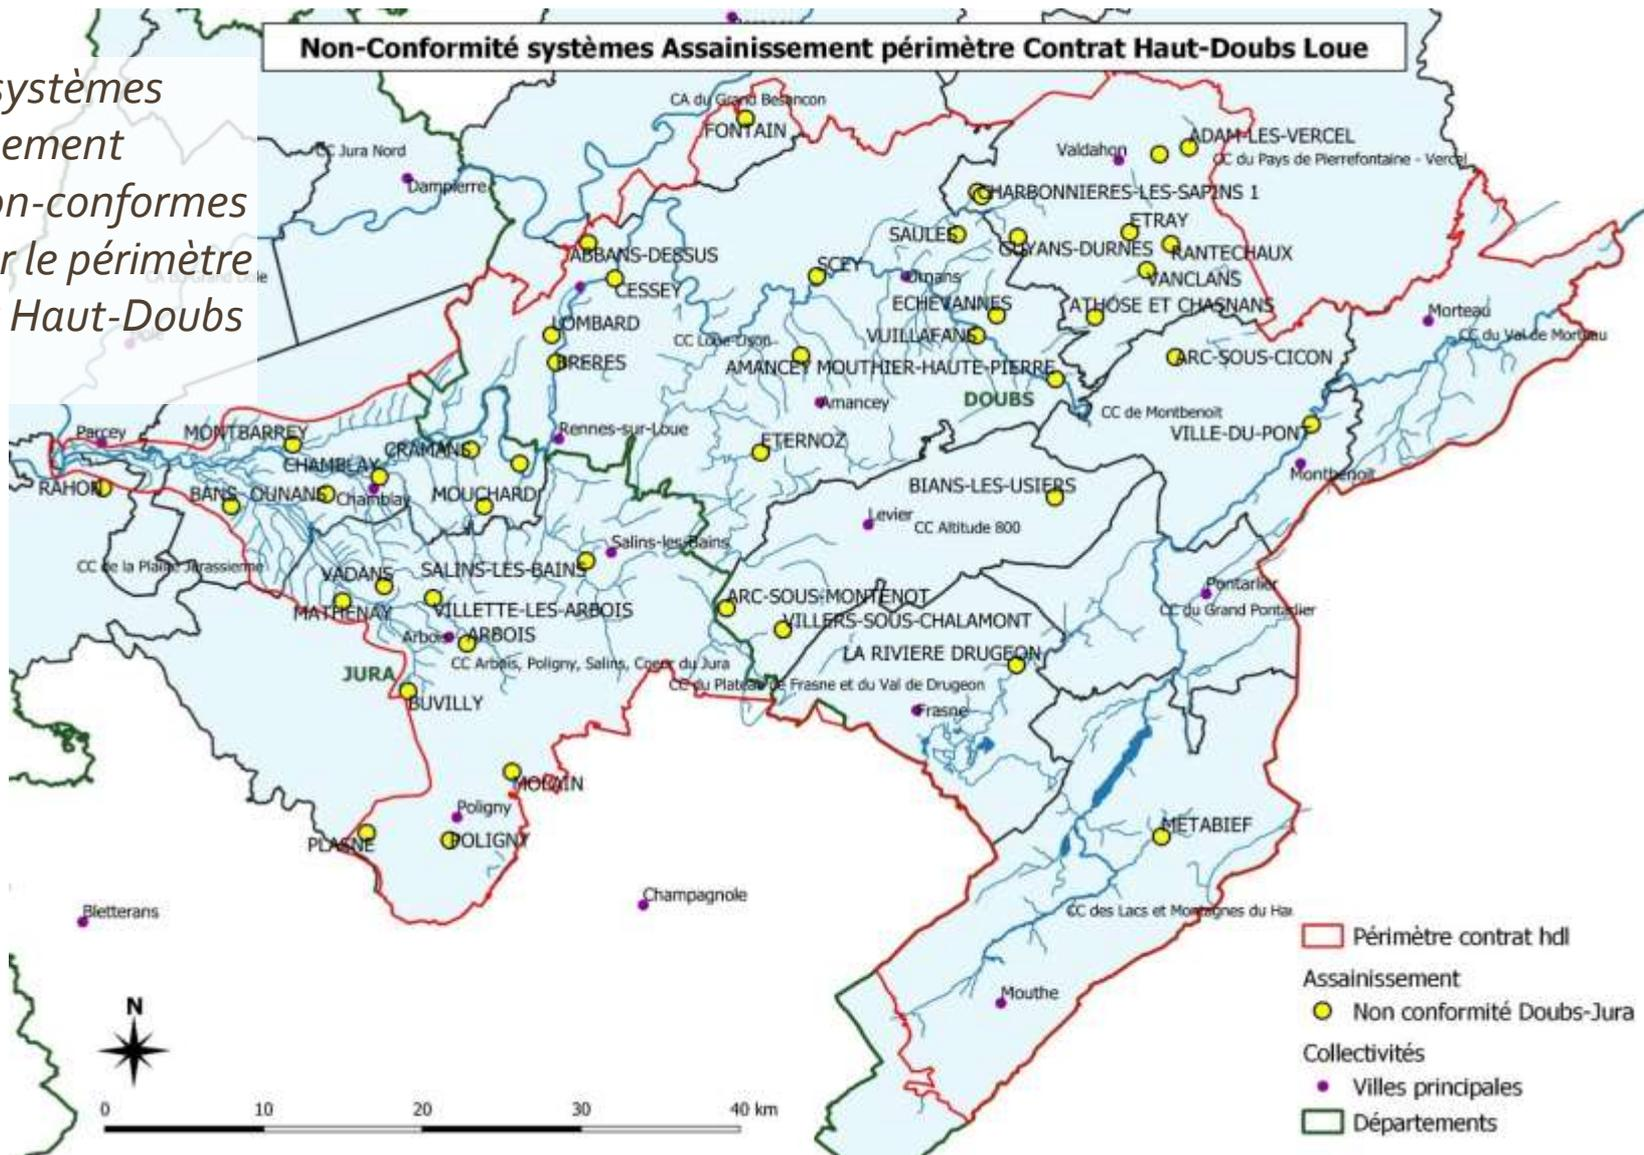 Non-Conformité systèmes Assainissement périmètre Contrat Haut-Doubs Loue
systèmes
ement
on-conformes
r le périmètre
Haut-Doubs
CA du Grand Besançon
FONTAIN
CC Jura Nord
Dampierre
Valdahon
ADAM-LES-VERCEL
CC du Pays de Pierrefontaine - Vercel
CHARBONNIERES-LES-SAPINS 1
ETRAY
SAULES
GUYANS-DURNES
RANTECHAUX
ABBANS-DESSUS
SCEY
Ornans
VANCLANS
CESSEY
ECHEVANNES
ATHOSE ET CHASNANS
Morteau
LOMBARD
CC Loue-Lison
VUILLAFANS
CC du Val de Morteau
BRERES
AMANCEY
MOUTHIER-HAUTE-PIERRE
ARC-SOUS-CICON
Amancey
DOUBS
CC de Montbenoit
VILLE-DU-PONT
Parcey
MONTBARREY
Rennes-sur-Loue
ETERNOZ
CRAMANS
CHAMBLAY
Montbenoit
RAHON
BANS
OUNANS
Chamblay
MOUCHARD
BIANS-LES-USIERS
Levier
CC Altitude 800
Salins-les-Bains
CC de la Plaine Jurassienne
VADANS
SALINS-LES-BAINS
Pontarlier
MATHENAY
VILLETTE-LES-ARBOIS
ARC-SOUS-MONTENOT
CC du Grand Pontarlier
VILLERS-SOUS-CHALAMONT
Arbois
ARBOIS
LA RIVIERE DRUGEON
CC Arbois, Poligny, Salins, Coeur du Jura
JURA
CC du Plateau de Frasne et du Val de Drugeon
BUVILLY
Frasne
MOLAIN
Poligny
PLASNE
POLIGNY
METABIEF
Champagnole
Bletterans
CC des Lacs et Montagnes du Hau
Mouthe
Périmètre contrat hdl
Assainissement
Non conformité Doubs-Jura
Collectivités
Villes principales
Départements
N
0 10 20 30 40 km